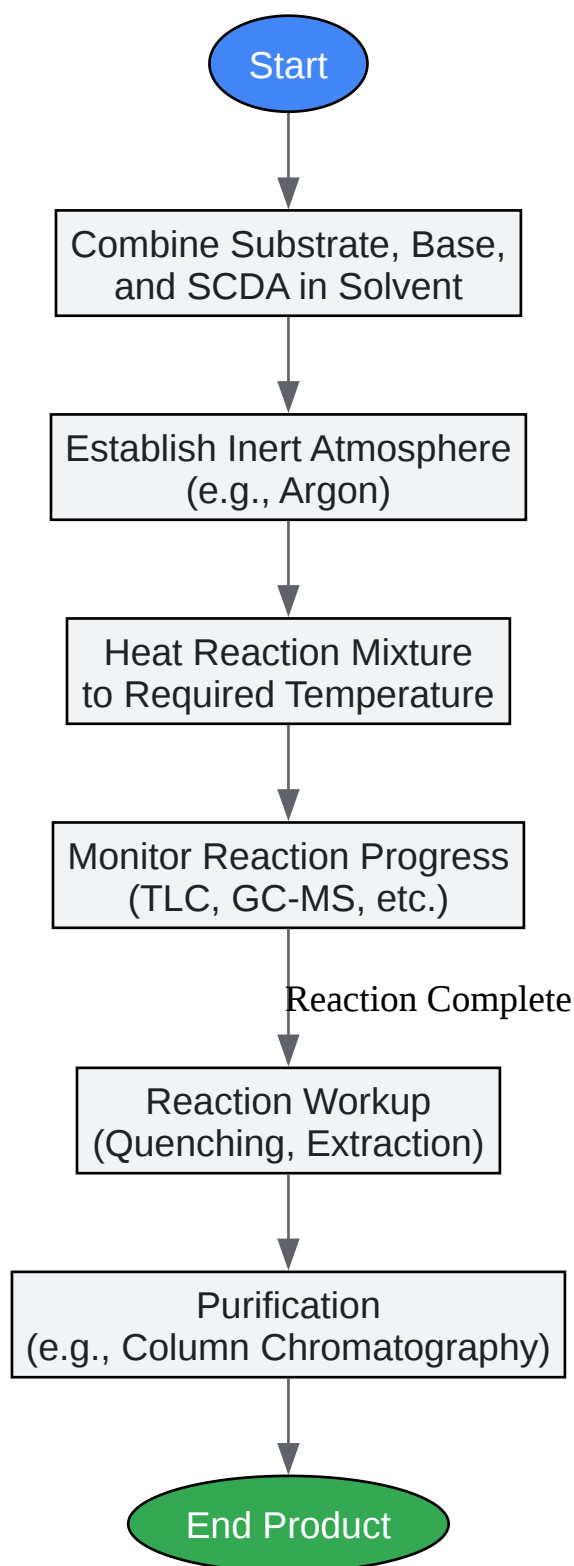 Start
Combine Substrate, Base,
and SCDA in Solvent
Establish Inert Atmosphere
(e.g., Argon)
Heat Reaction Mixture
to Required Temperature
Monitor Reaction Progress
(TLC, GC-MS, etc.)
Reaction Complete
Reaction Workup
(Quenching, Extraction)
Purification
(e.g., Column Chromatography)
End Product